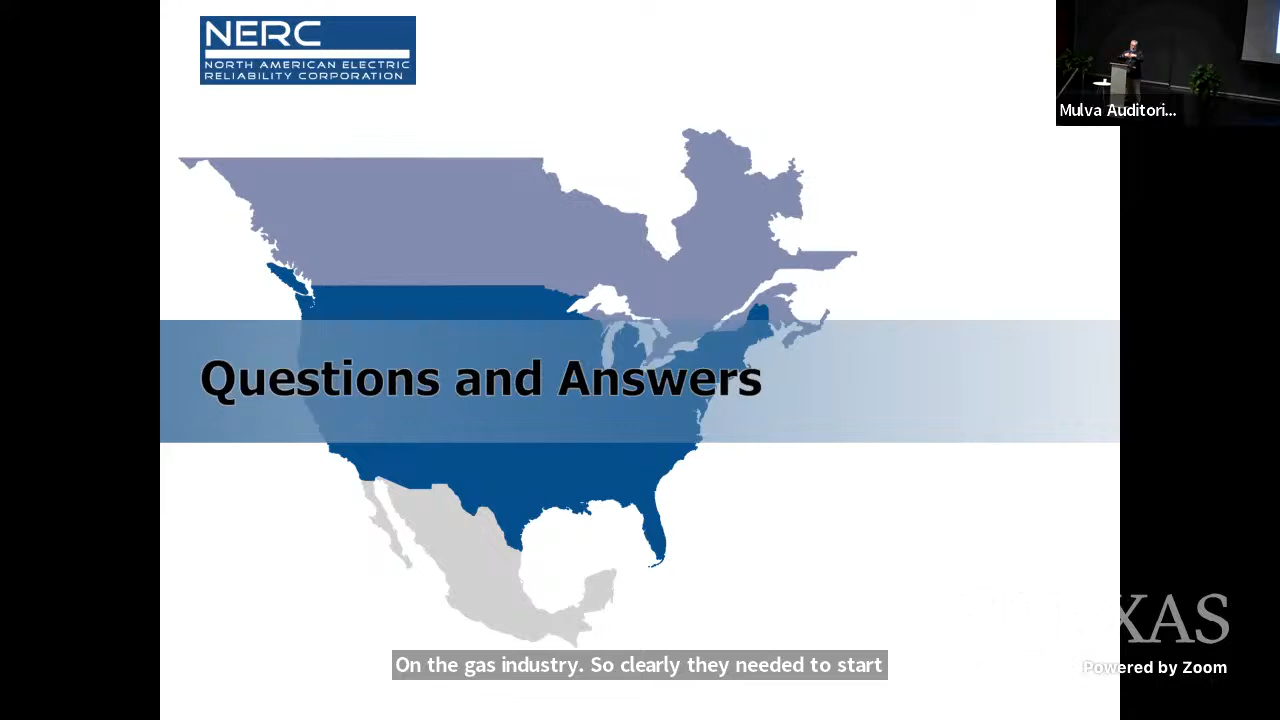 NERC
NORTH AMERICAN ELECTRIC
RELIABILITY CORPORATION
Mulva Auditori...
Questions and Answers
XAS
On the gas industry. So clearly they needed to start
Powered by Zoom